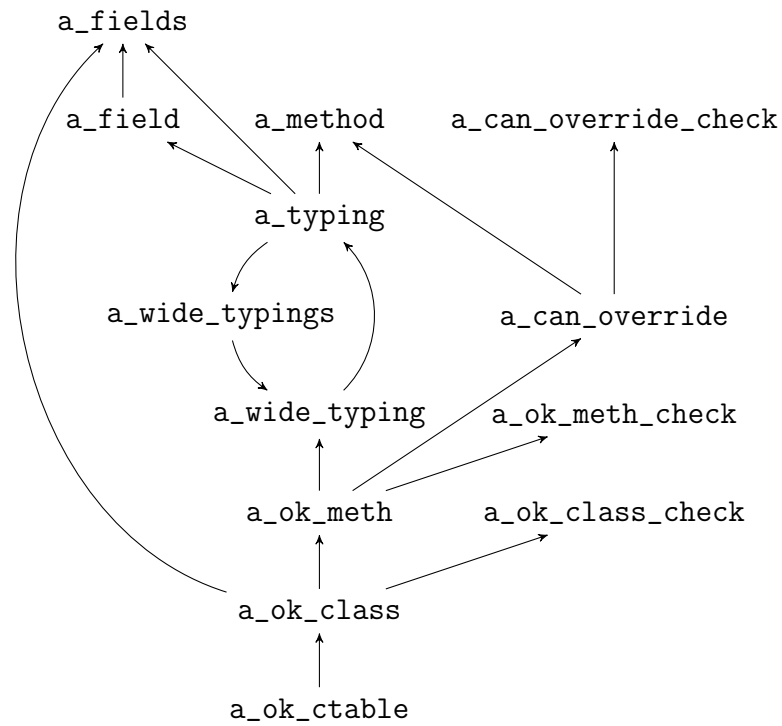 a_fields
a_field
a_method
a_can_override_check
a_typing
a_wide_typings
a_can_override
a_wide_typing
a_ok_meth_check
a_ok_meth
a_ok_class_check
a_ok_class
a_ok_ctable